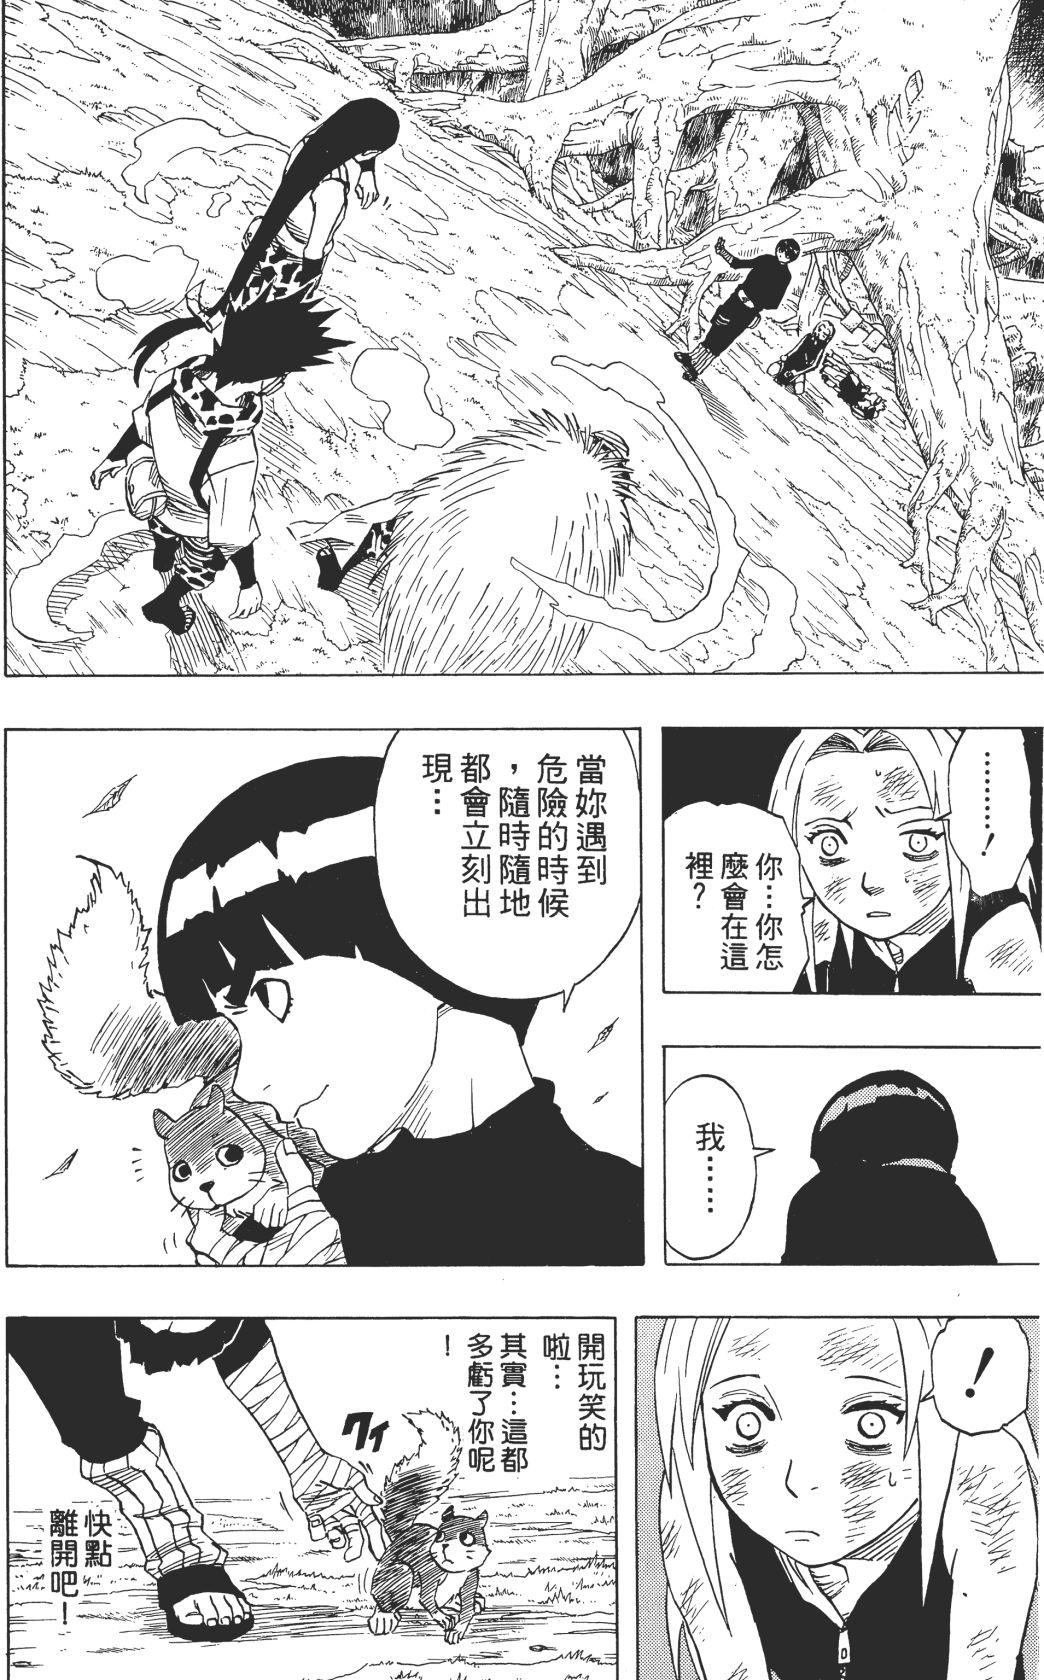 ………！
你…你怎
麼會在這
裡？
我……
當妳遇到
危險的時候
，隨時隨地
都會立刻出
現…
！
開玩笑的
啦…
其實…這都
多虧了你呢
！
クイ
快點
離開吧！